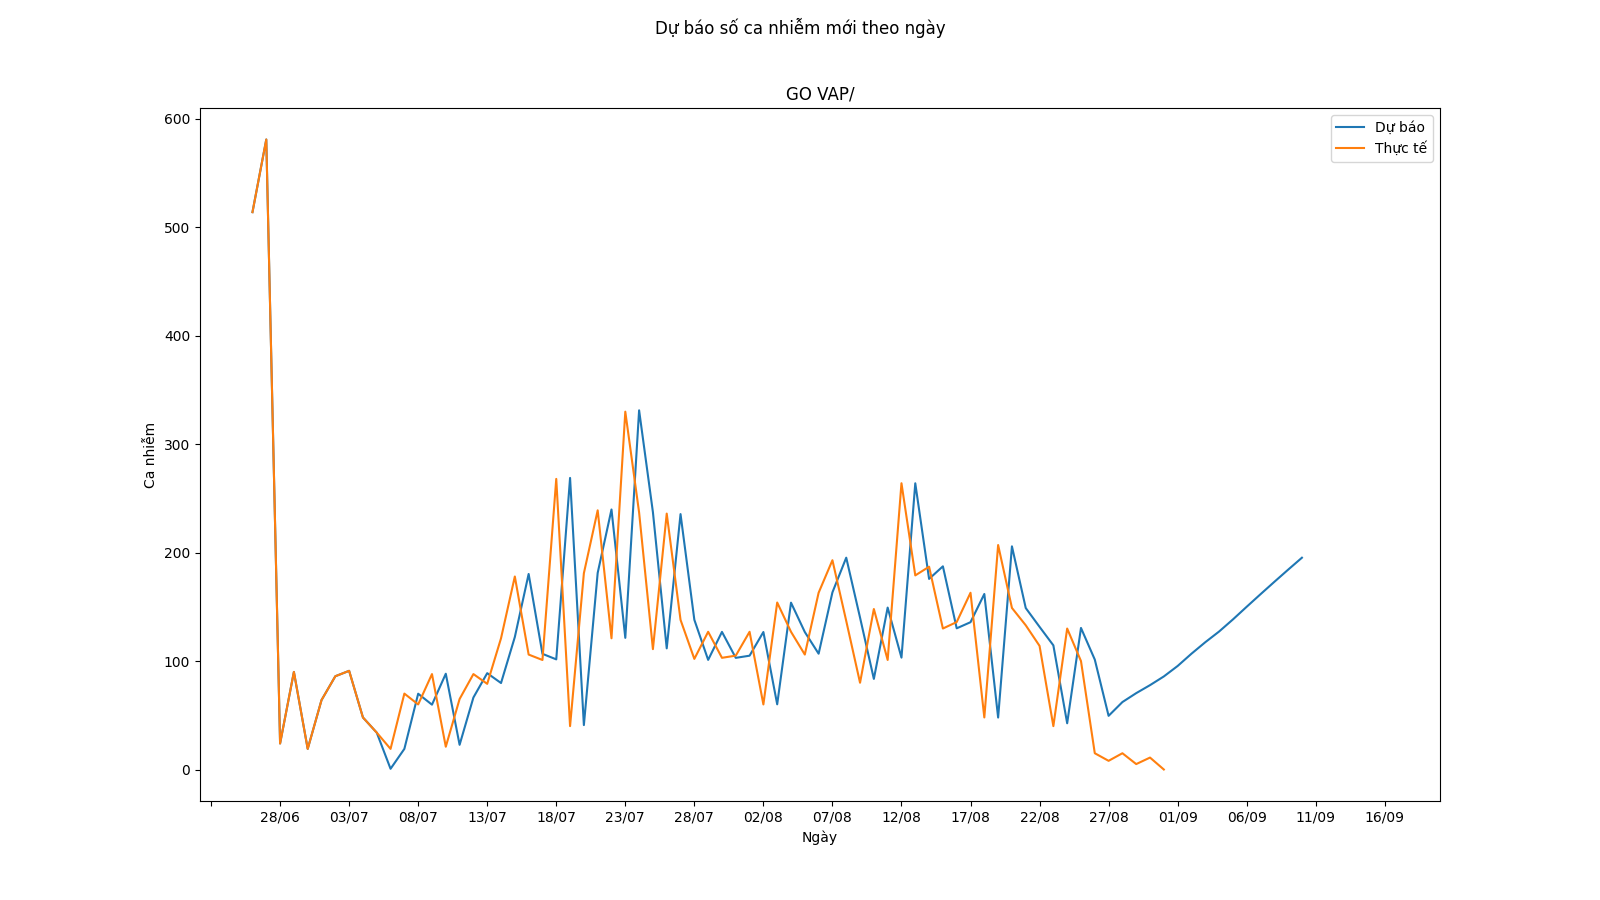 Dự báo số ca nhiễm mới theo ngày
GO VAP/
Dự báo
Thực tế
600
500
400
300
200
100
0
Ca nhiễm
28/06 03/07 08/07 13/07 18/07 23/07 28/07 02/08 07/08 12/08 17/08 22/08 27/08 01/09 06/09 11/09 16/09
Ngày